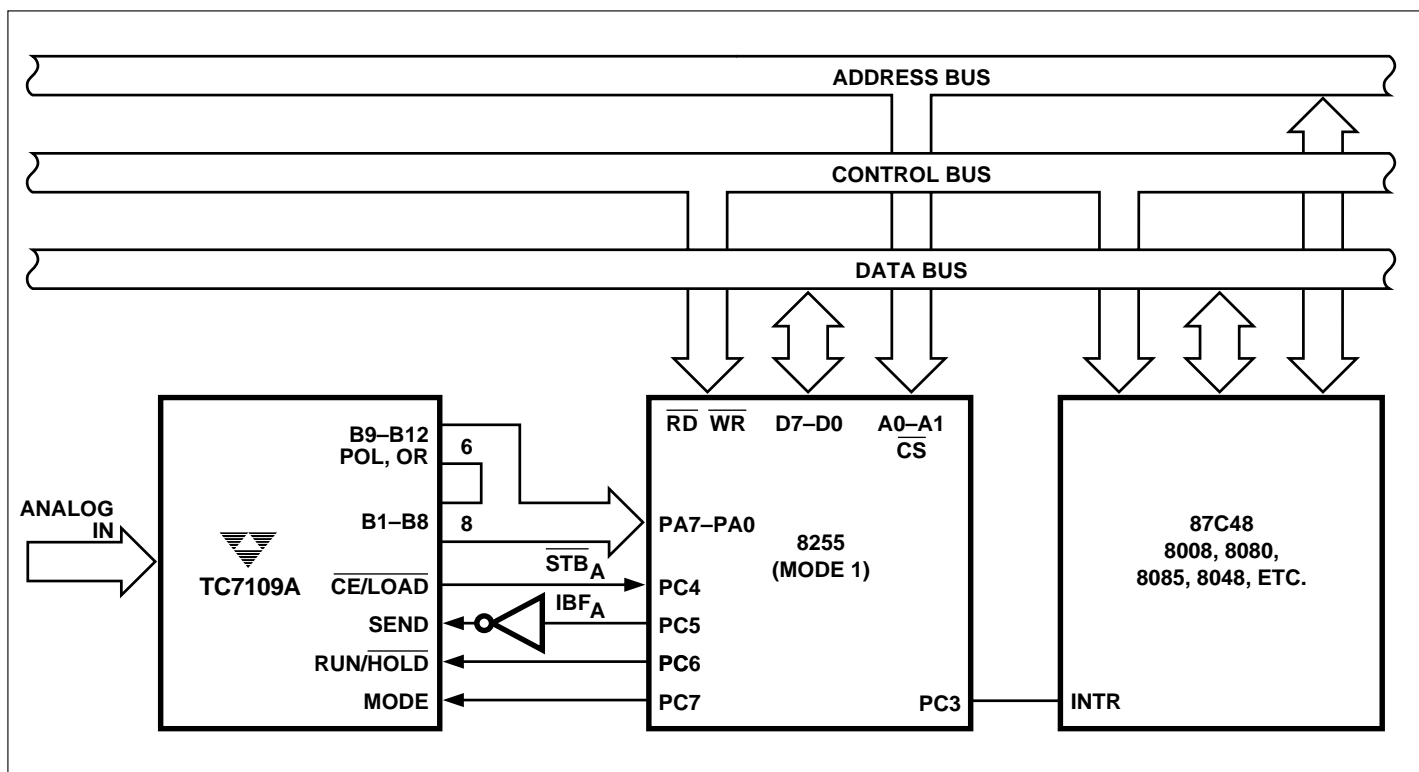 ADDRESS BUS
CONTROL BUS
DATA BUS
ANALOG
IN
TC7109A
B9–B12
POL, OR
6
B1–B8
8
CE/LOAD
SEND
RUN/HOLD
MODE
STBA
IBFA
RD WR
D7–D0
A0–A1
CS
PA7–PA0
8255
(MODE 1)
PC4
PC5
PC6
PC7
PC3
87C48
8008, 8080,
8085, 8048, ETC.
INTR